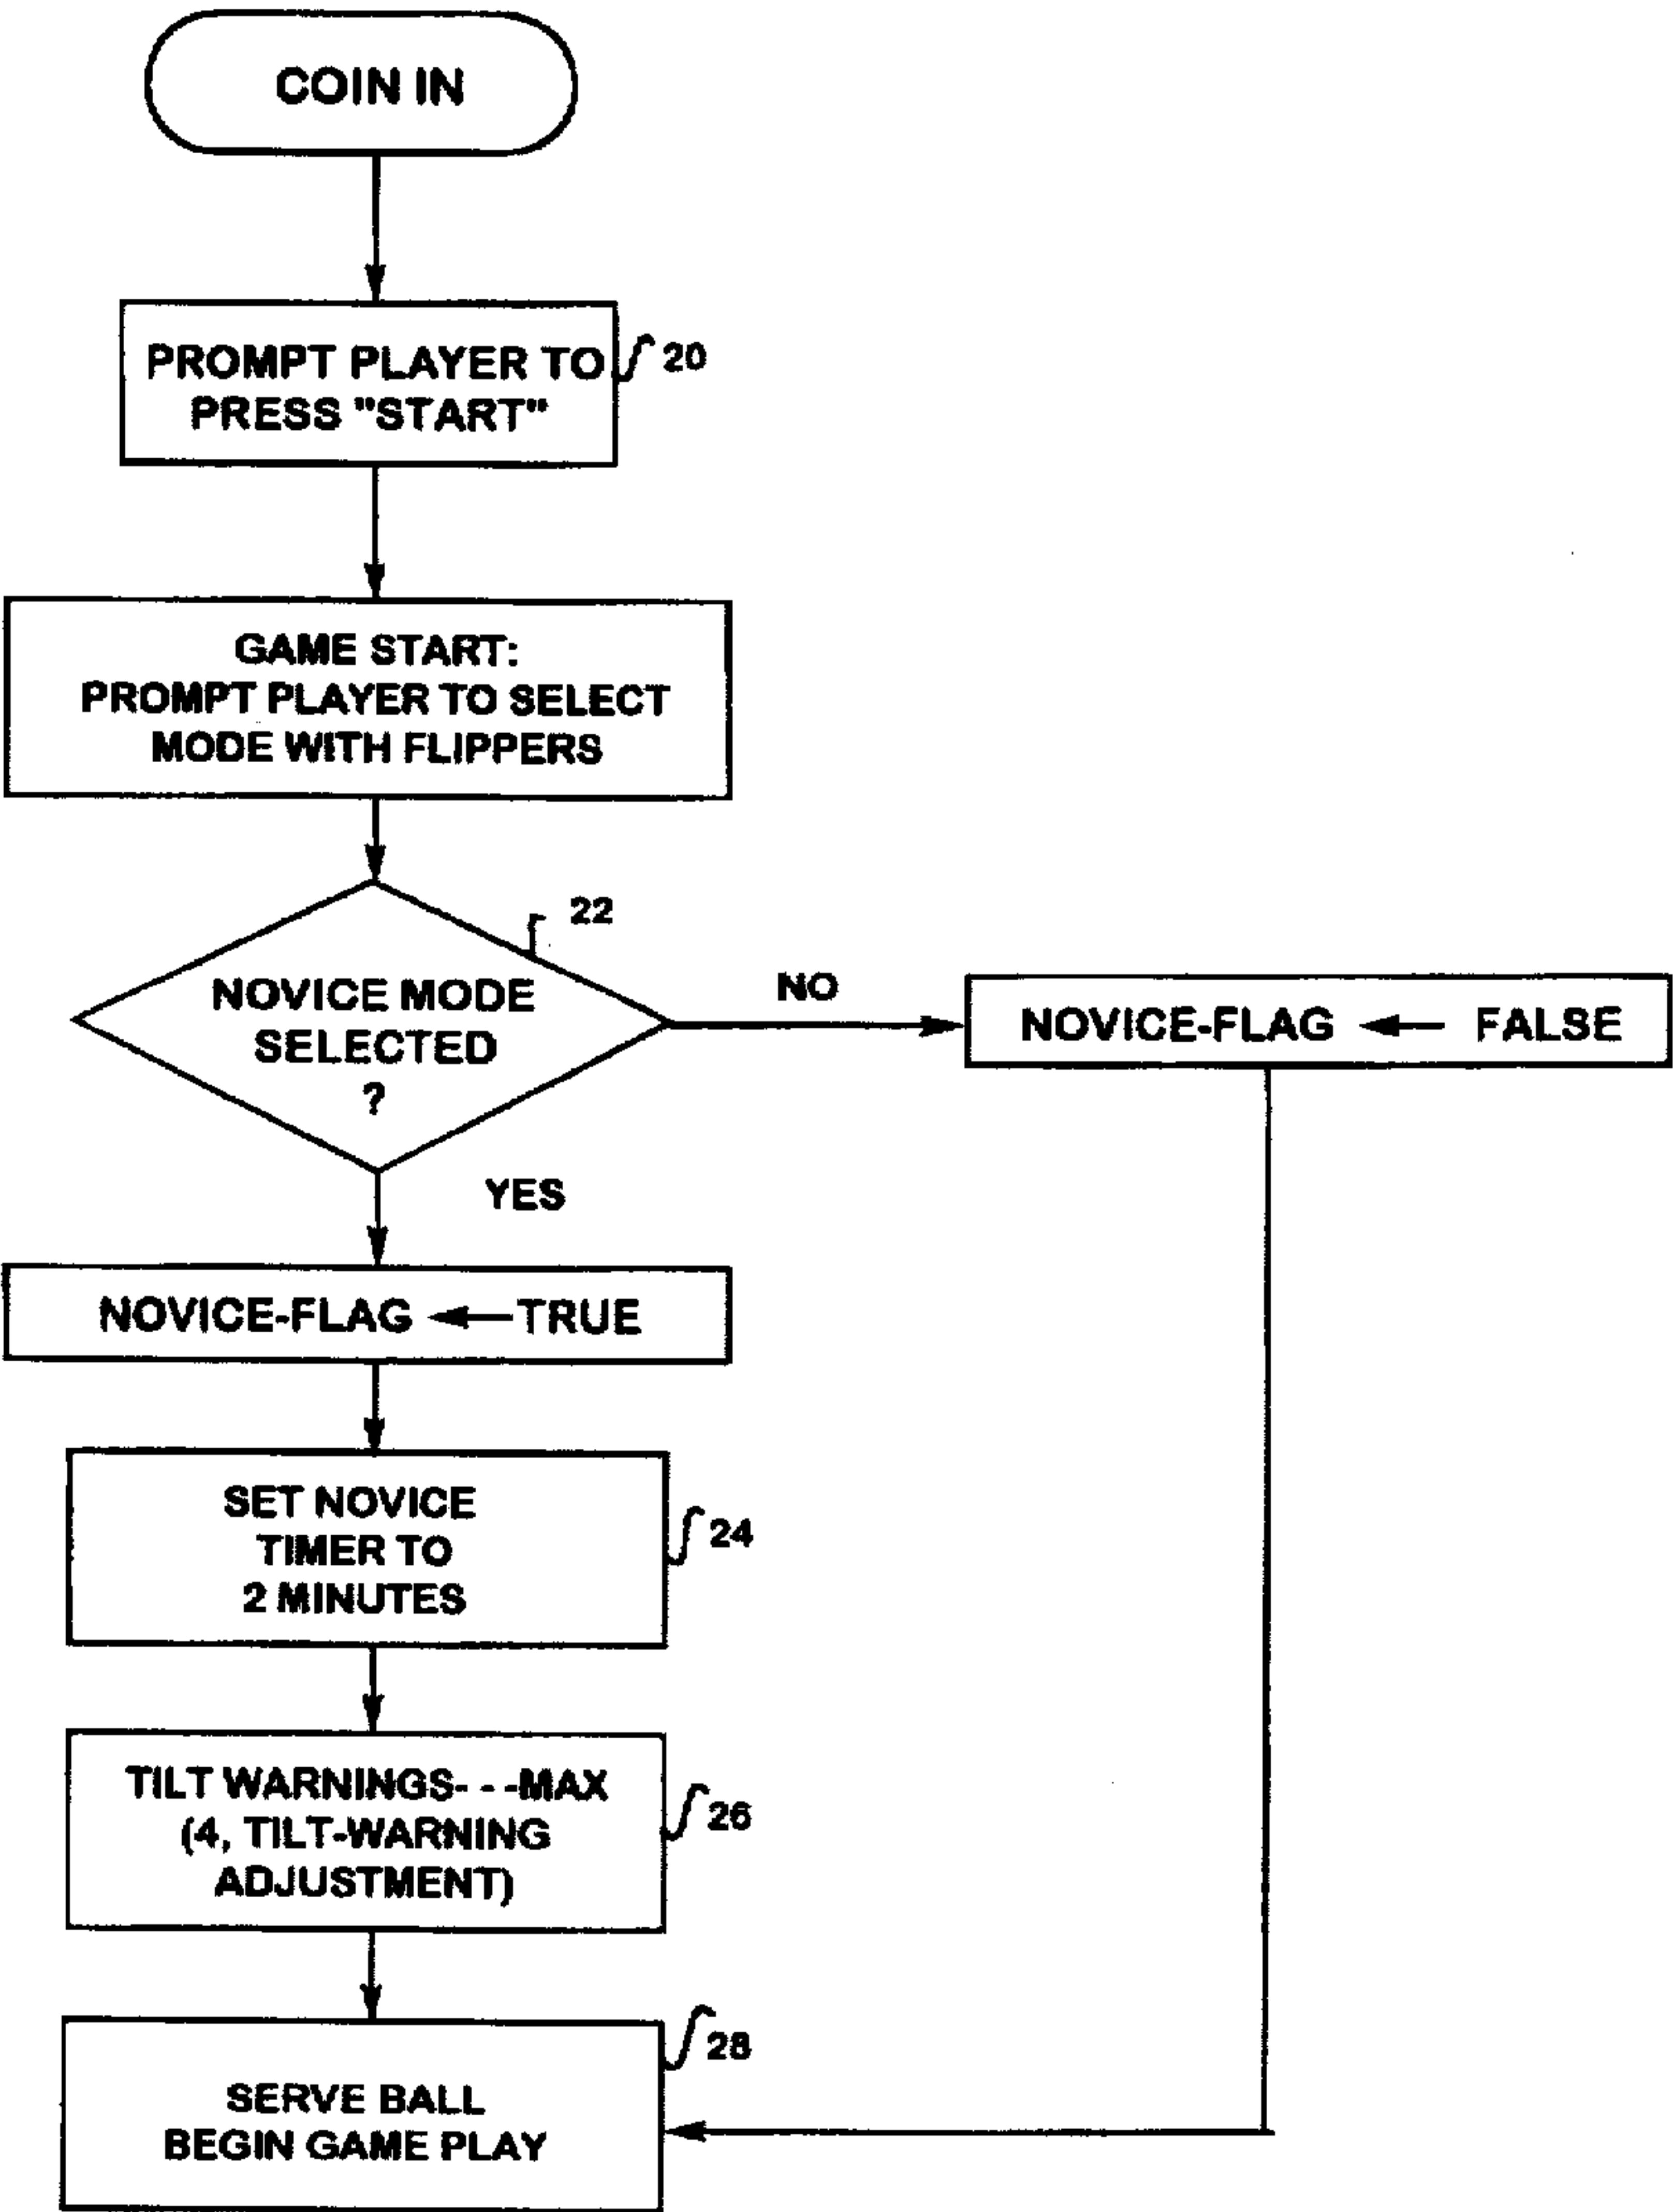 COIN IN
PROMPT PLAYER TO
PRESS "START"
20
GAME START:
PROMPT PLAYER TO SELECT
MODE WITH FLIPPERS
22
NOVICE MODE
SELECTED
?
NO
NOVICE-FLAG ← FALSE
YES
NOVICE-FLAG ← TRUE
SET NOVICE
TIMER TO
2 MINUTES
24
TILT WARNINGS- - -MAX
(4, TILT-WARNING
ADJUSTMENT)
26
28
SERVE BALL
BEGIN GAME PLAY